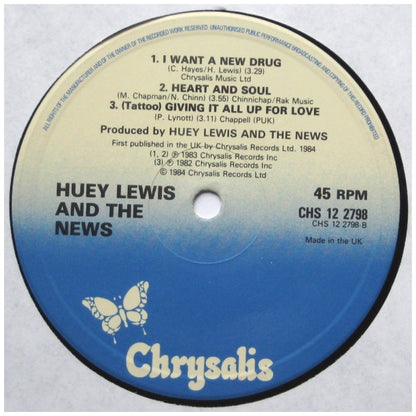 ALL RIGHTS OF THE MANUFACTURER AND OF THE OWNER OF THE RECORDED WORK RESERVED UNAUTHORISED PUBLIC PERFORMANCE BROADCASTING AND COPYING OF THIS RECORD PROHIBITED
1. I WANT A NEW DRUG
(C. Hayes/H. Lewis) (3.29)
Chrysalis Music Ltd
2. HEART AND SOUL
(M. Chapman/N. Chinn) Chinnichap/Rak Music
3. (Tattoo) GIVING IT ALL UP FOR LOVE
(P. Lynott) (3.11) Chappell (PUK)
Produced by HUEY LEWIS AND THE NEWS
First published in the UK by Chrysalis Records Ltd. 1984
(1, 2) ℗ 1983 Chrysalis Records Inc
(3) ℗ 1982 Chrysalis Records Inc
© 1984 Chrysalis Records Ltd
HUEY LEWIS
AND THE
NEWS
45 RPM
CHS 12 2798
CHS 12 2798-B
Made in the UK
Chrysalis